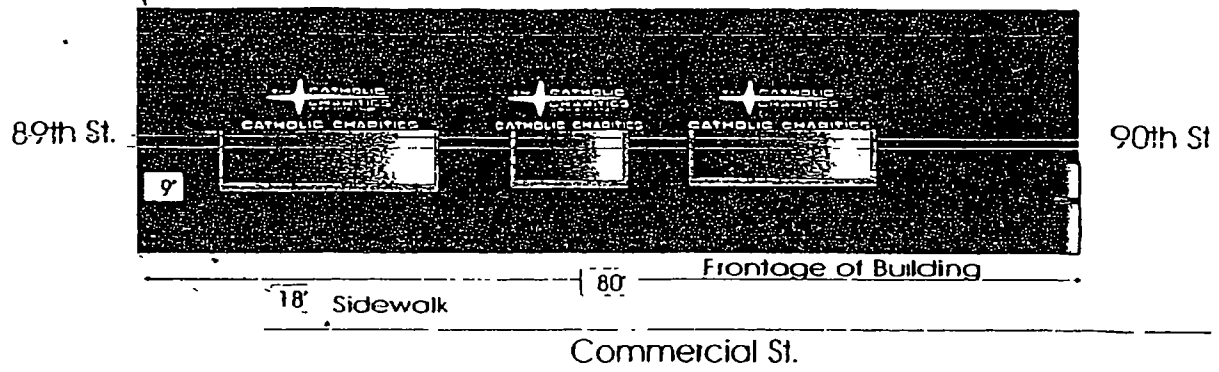 CATHOLIC
CHARITIES
CATHOLIC CHARITIES
CATHOLIC
CHARITIES
CATHOLIC CHARITIES
CATHOLIC
CHARITIES
CATHOLIC CHARITIES
89th St.
90th St
9'
Frontage of Building
80'
18' Sidewalk
Commercial St.